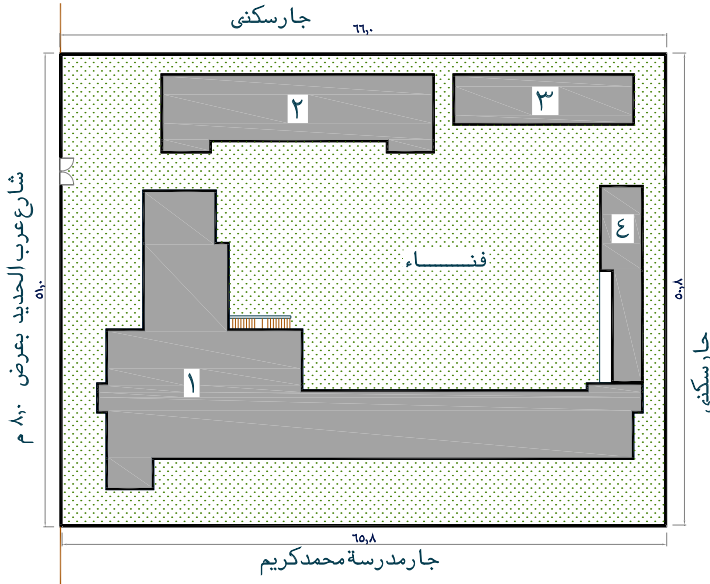 جار سكنى
٦٦,٠
٢
٣
٤
فنـــــــاء
شارع عرب الحديد بعرض ٨,٠ م
٥١,٠
٥٠,٨
جار سكنى
١
٦٥,٨
جار مدرسة محمد كريم